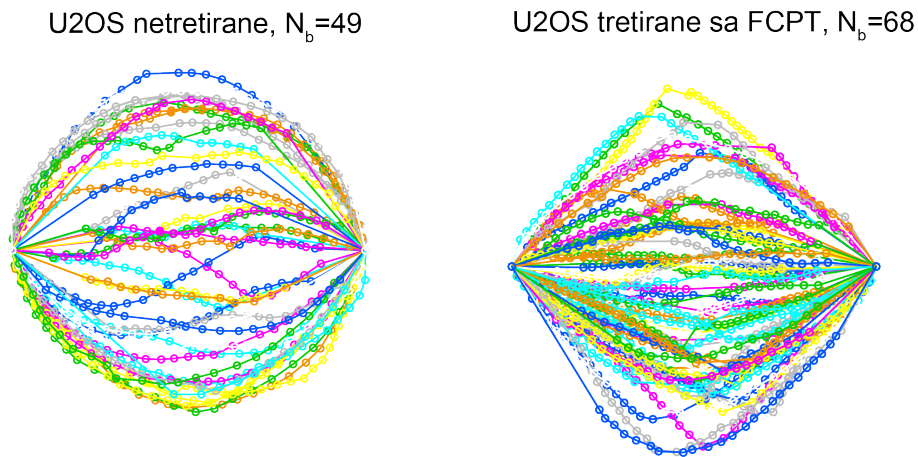 U2OS netretirane, N_b=49
U2OS tretirane sa FCPT, N_b=68